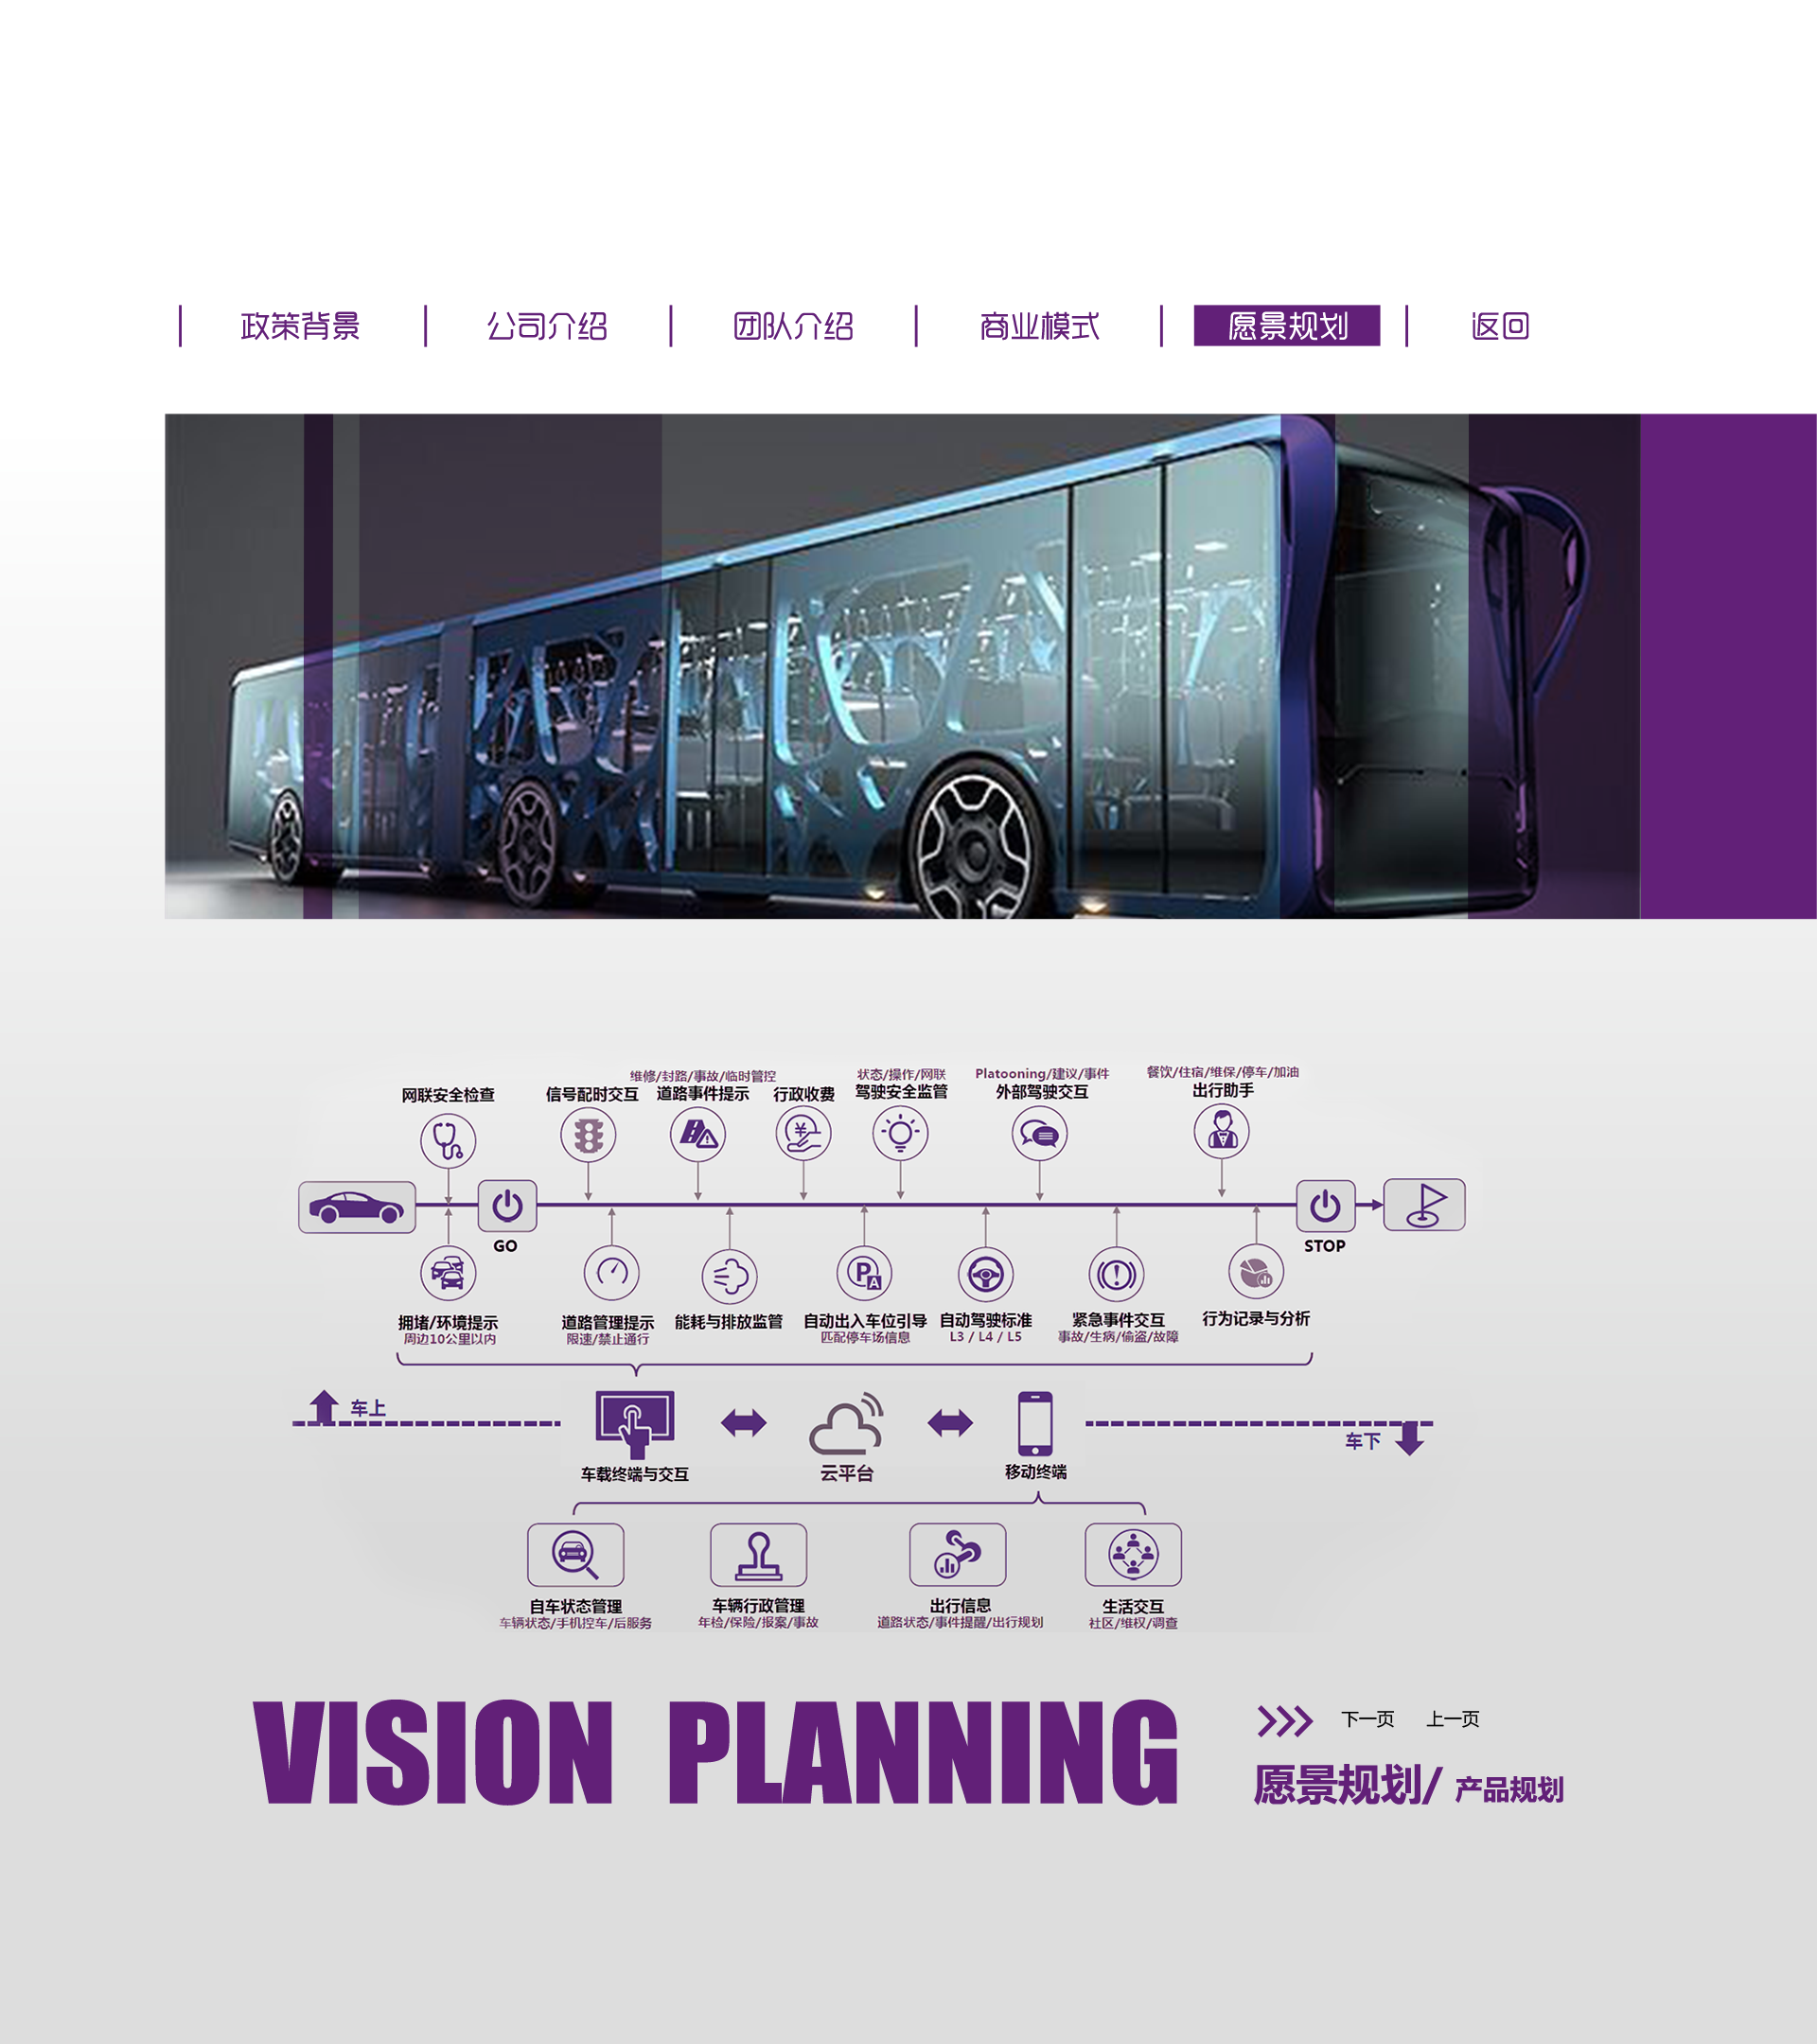 政策背景
公司介绍
团队介绍
商业模式
愿景规划
返回
网联安全检查
信号配时交互
维修/封路/事故/临时管控
道路事件提示
行政收费
状态/操作/网联
驾驶安全监管
Platooning/建议/事件
外部驾驶交互
餐饮/住宿/维保/停车/加油
出行助手
GO
STOP
拥堵/环境提示
周边10公里以内
道路管理提示
限速/禁止通行
能耗与排放监管
自动出入车位引导
匹配停车场信息
自动驾驶标准
L3 / L4 / L5
紧急事件交互
事故/生病/偷盗/故障
行为记录与分析
车上
车下
车载终端与交互
云平台
移动终端
自车状态管理
车辆状态/手机控车/后服务
车辆行政管理
年检/保险/报案/事故
出行信息
道路状态/事件提醒/出行规划
生活交互
社区/维权/调查
VISION PLANNING
下一页
上一页
愿景规划/ 产品规划